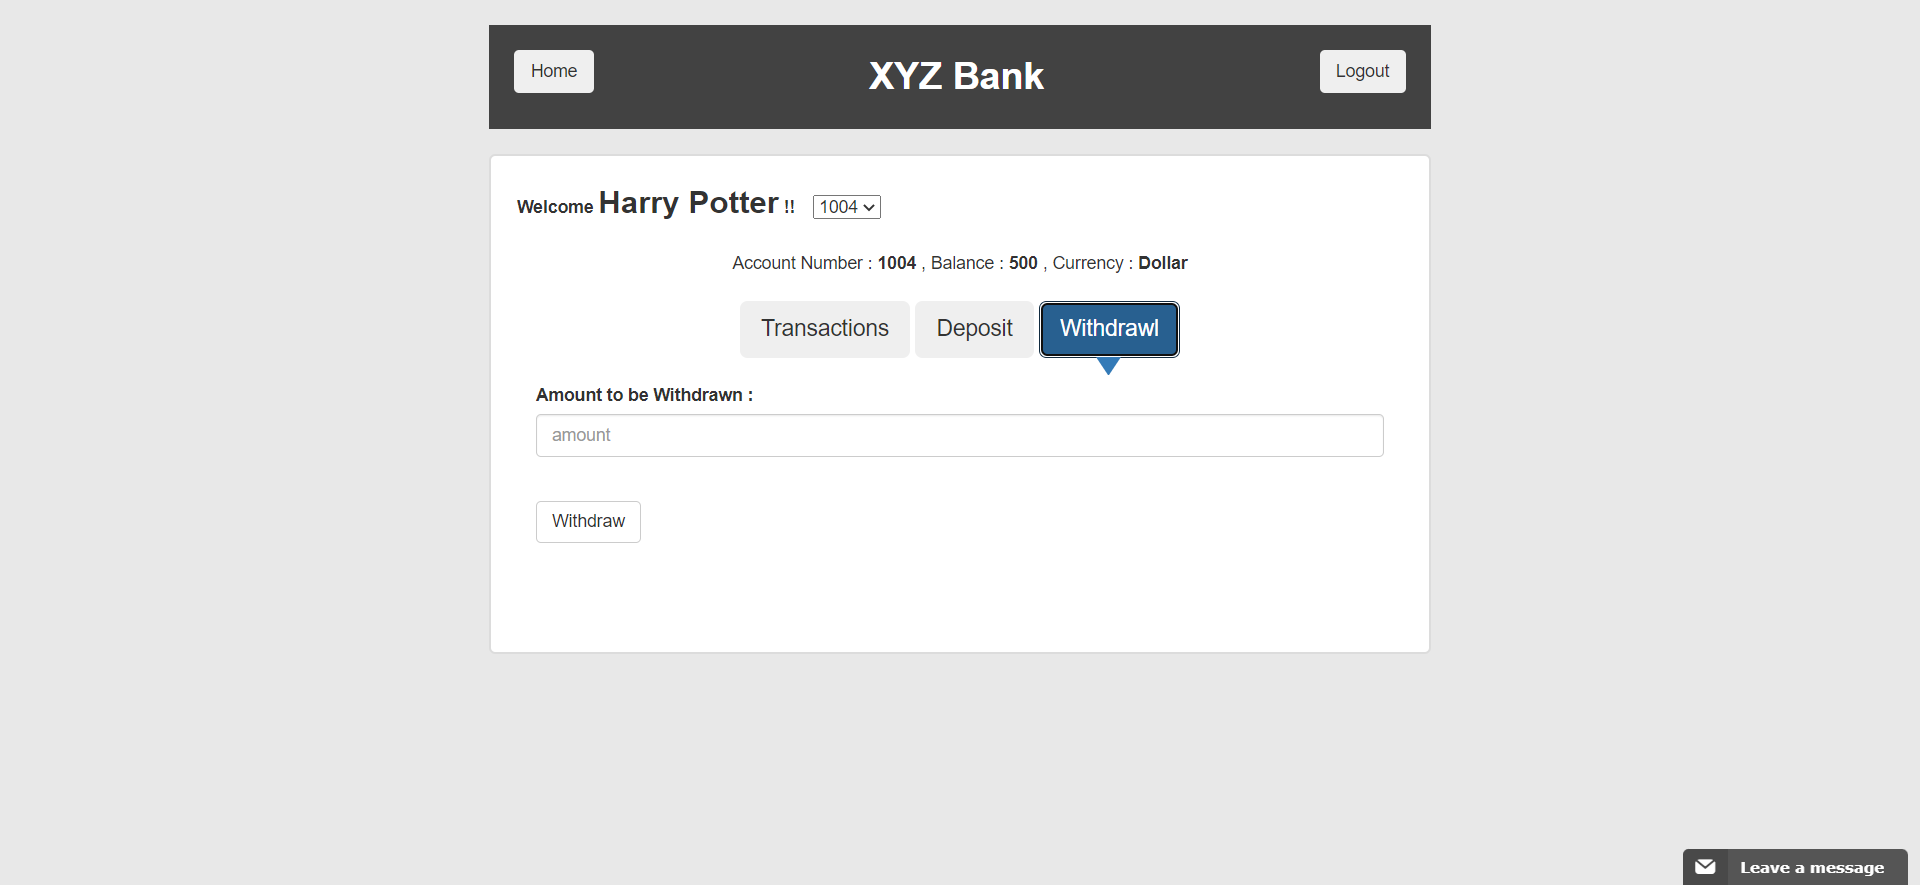 Home XYZ Bank Logout
Welcome Harry Potter !! 1004
Account Number : 1004 , Balance : 500 , Currency : Dollar
Transactions Deposit Withdrawl
Amount to be Withdrawn :
amount
Withdraw
Leave a message